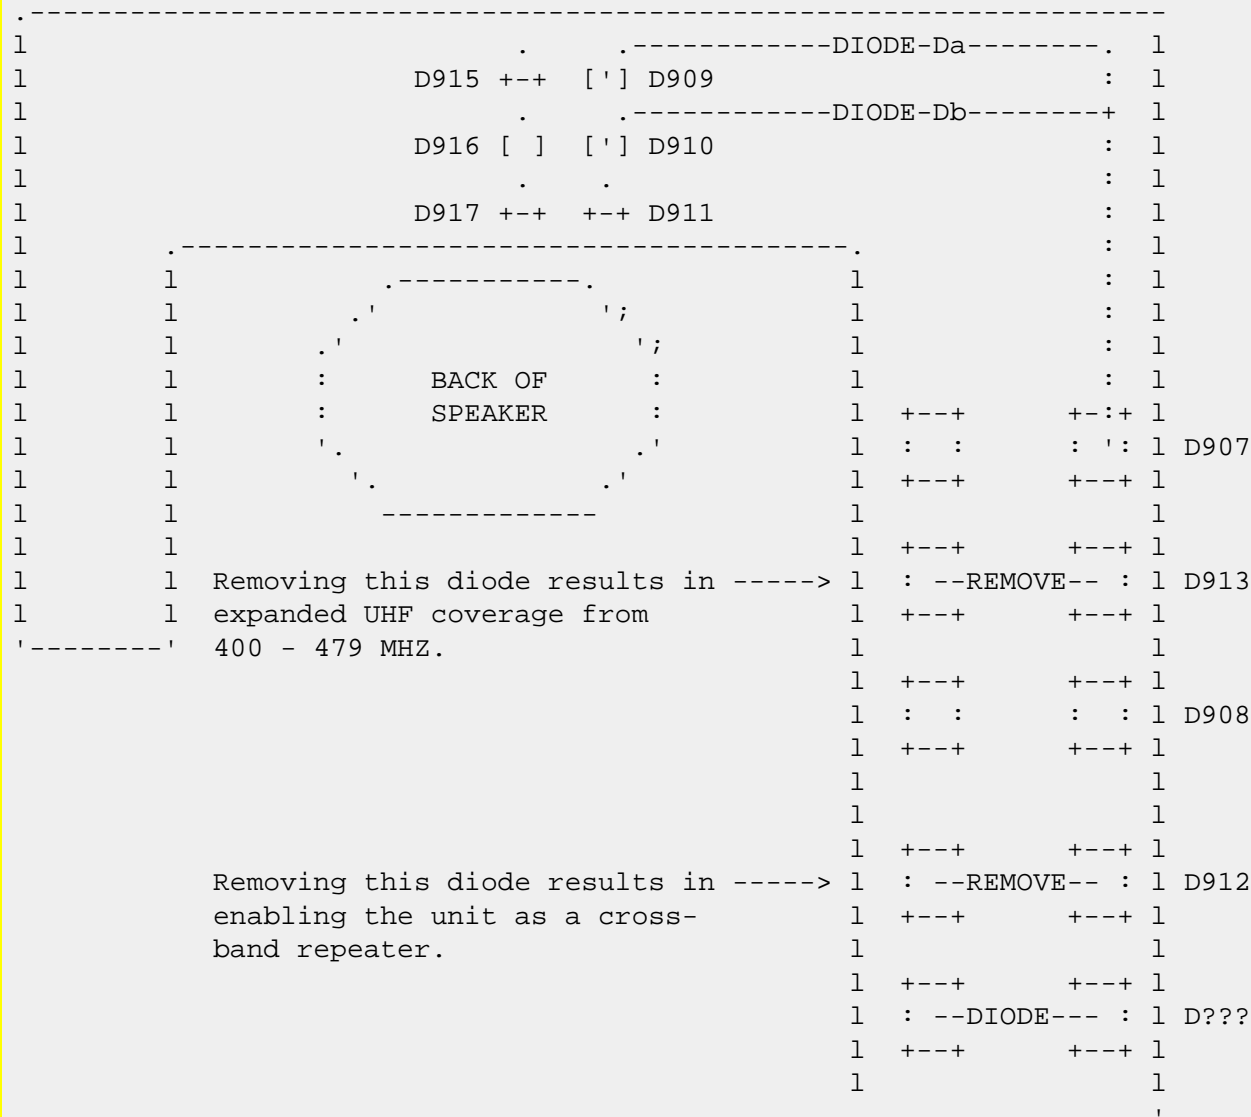 .-------------------------------------------------------------------
l                              .     .------------DIODE-Da--------.  l
l                       D915 +-+  ['] D909                       :  l
l                              .     .------------DIODE-Db--------+  l
l                       D916 [ ]  ['] D910                       :  l
l                              .    .                             :  l
l                       D917 +-+  +-+ D911                       :  l
l         .----------------------------------------.              :  l
l        l             .-----------.               l              :  l
l        l           .'             ';             l              :  l
l        l         .'                 ';           l              :  l
l        l         :      BACK OF      :           l              :  l
l        l         :      SPEAKER      :           l  +--+      +-:+ l
l        l         '.                 .'           l  :  :      : ': l D907
l        l           '.             .'             l  +--+      +--+ l
l        l             -------------               l                 l
l        l                                         l  +--+      +--+ l
l        l  Removing this diode results in -----> l  : --REMOVE-- : l D913
l        l  expanded UHF coverage from             l  +--+      +--+ l
'--------'  400 - 479 MHZ.                         l                 l
l  +--+      +--+ l
l  :  :      :  : l D908
l  +--+      +--+ l
l                 l
l                 l
l  +--+      +--+ l
Removing this diode results in -----> l  : --REMOVE-- : l D912
enabling the unit as a cross-          l  +--+      +--+ l
band repeater.                         l                 l
l  +--+      +--+ l
l  : --DIODE--- : l D???
l  +--+      +--+ l
l                 l
'